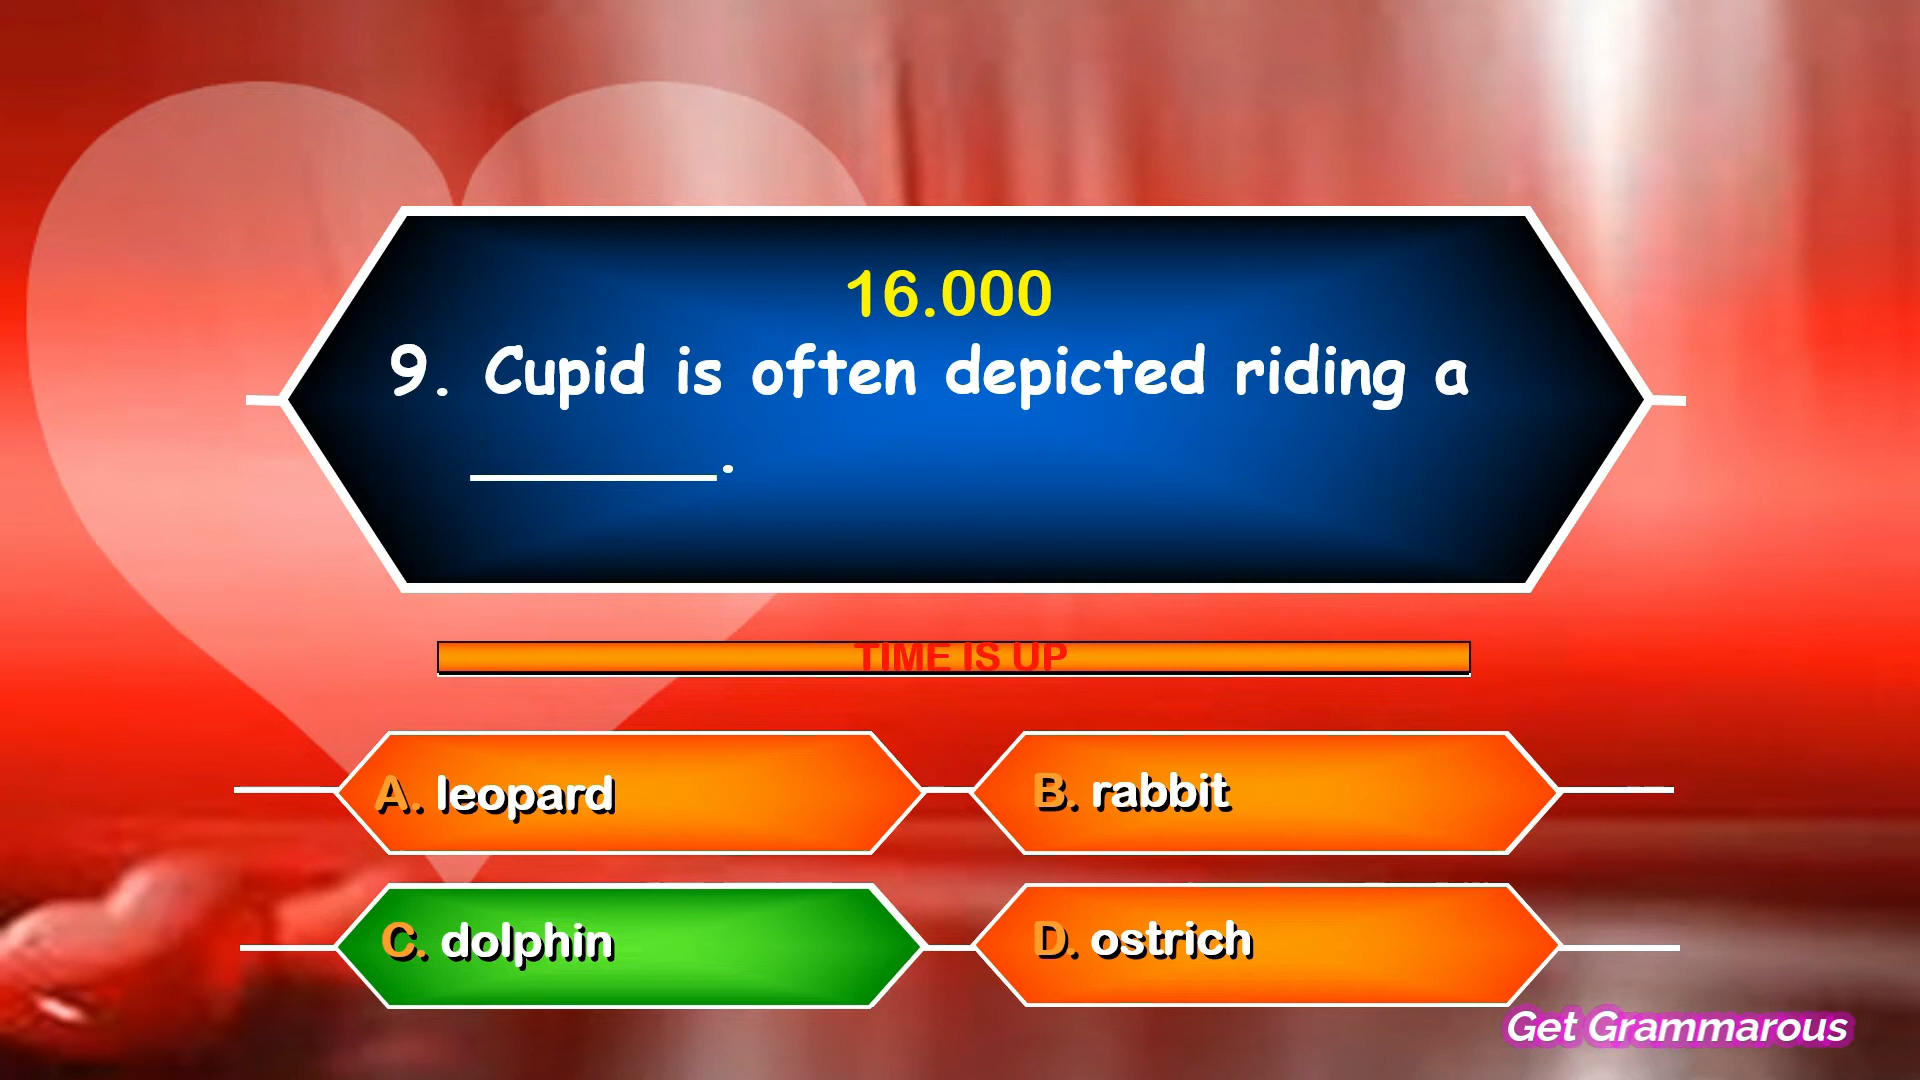 16.000
9. Cupid is often depicted riding a
_______.
TIME IS UP
A. leopard
B. rabbit
C. dolphin
D. ostrich
Get Grammarous